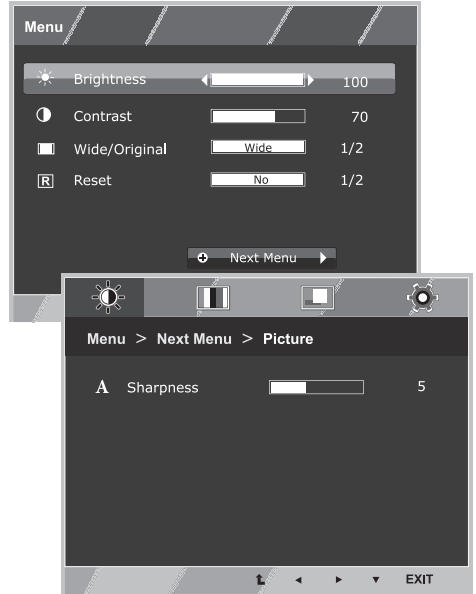 Menu
Brightness 100
Contrast 70
Wide/Original Wide 1/2
R Reset No 1/2
Next Menu
Menu > Next Menu > Picture
A Sharpness 5
EXIT